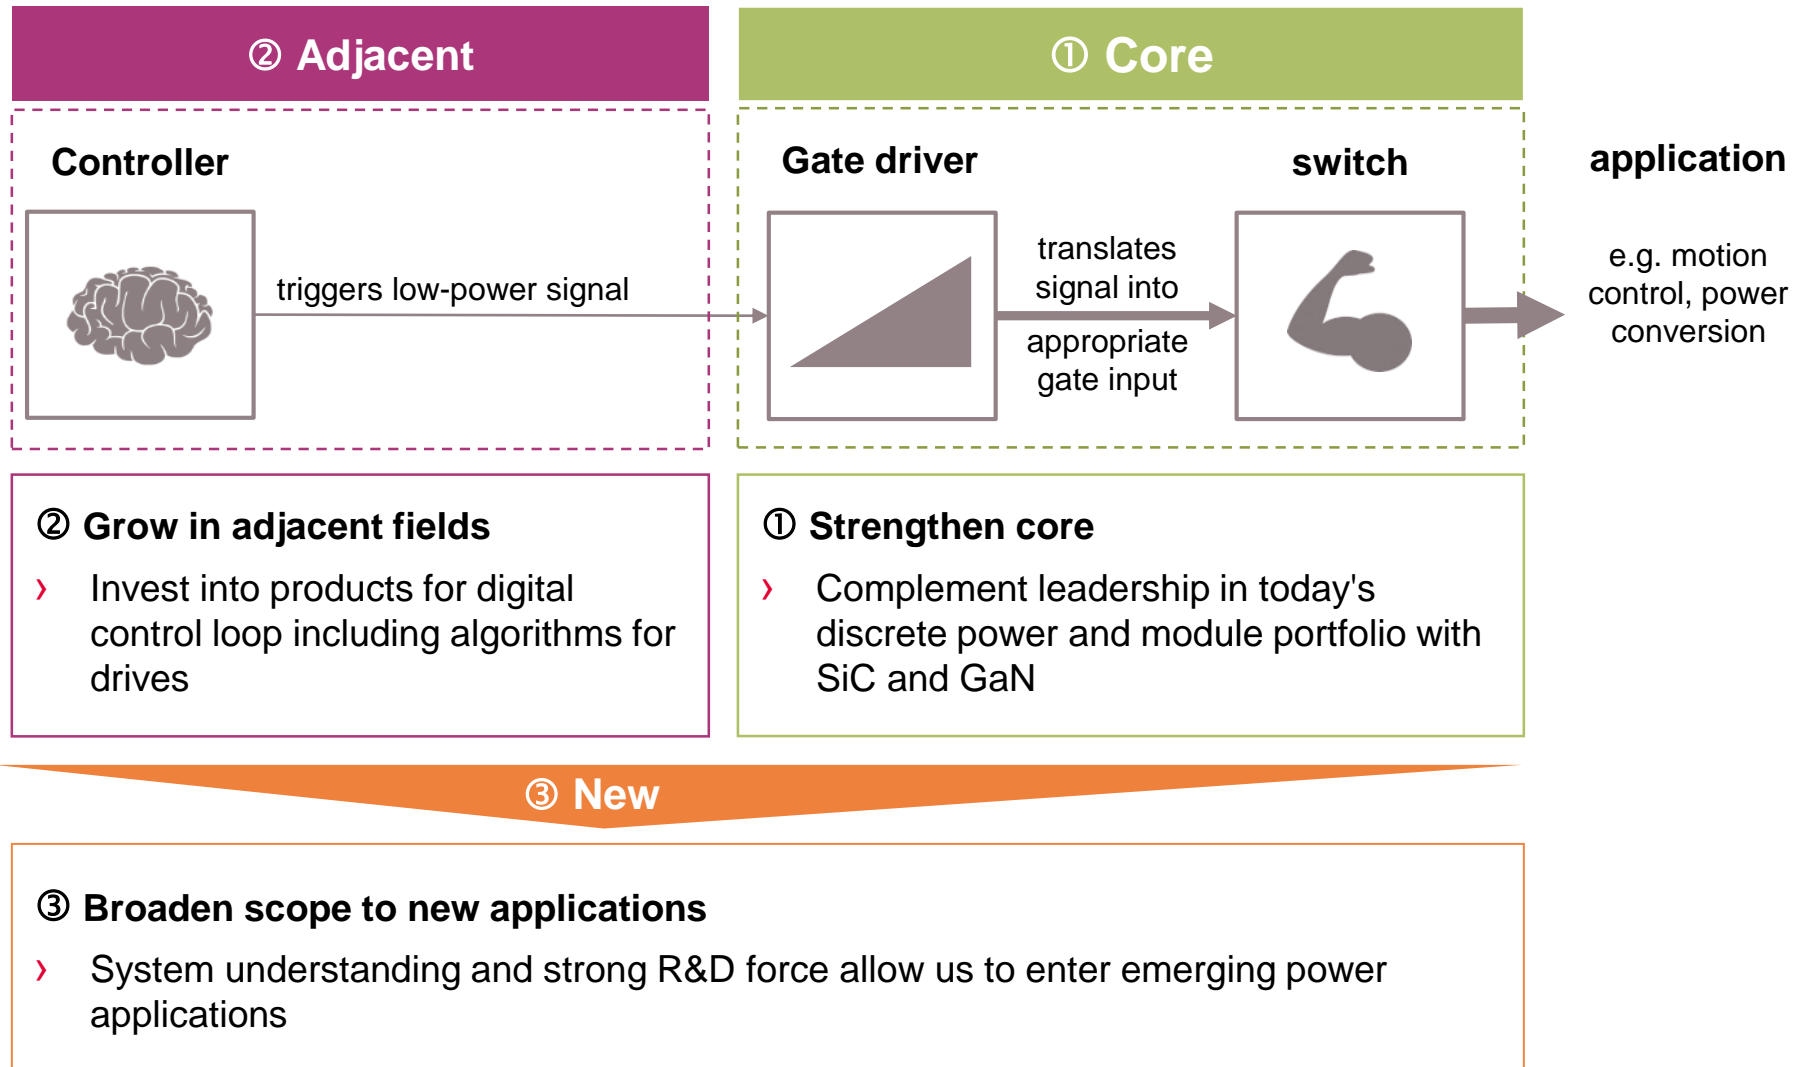 ② Adjacent
① Core
Controller
Gate driver
switch
application
triggers low-power signal
translates
signal into
appropriate
gate input
e.g. motion
control, power
conversion
② Grow in adjacent fields
› Invest into products for digital
control loop including algorithms for
drives
① Strengthen core
› Complement leadership in today's
discrete power and module portfolio with
SiC and GaN
③ New
③ Broaden scope to new applications
› System understanding and strong R&D force allow us to enter emerging power
applications